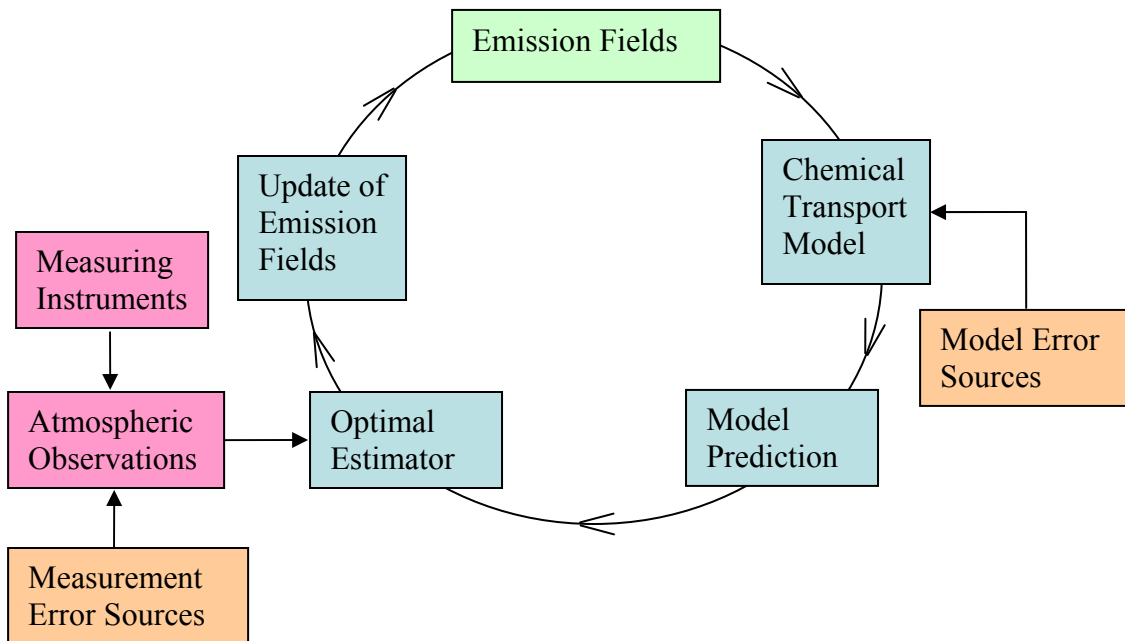 Emission Fields
Chemical
Transport
Model
Update of
Emission
Fields
Measuring
Instruments
Model Error
Sources
Atmospheric
Observations
Optimal
Estimator
Model
Prediction
Measurement
Error Sources